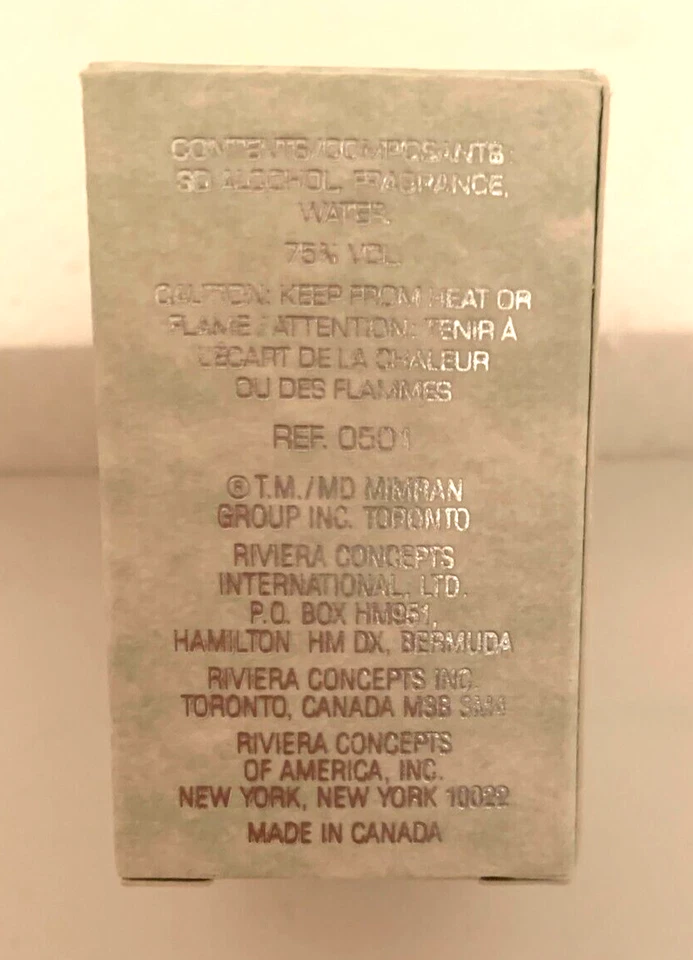 CONTENTS/COMPOSANTS:
SD ALCOHOL, FRAGRANCE,
WATER.
75% VOL.
CAUTION: KEEP FROM HEAT OR
FLAME / ATTENTION: TENIR À
L'ÉCART DE LA CHALEUR
OU DES FLAMMES
REF. 0501
® T.M./MD MIMRAN
GROUP INC. TORONTO
RIVIERA CONCEPTS
INTERNATIONAL, LTD.
P.O. BOX HM951,
HAMILTON HM DX, BERMUDA
RIVIERA CONCEPTS INC.
TORONTO, CANADA M3B
RIVIERA CONCEPTS
OF AMERICA, INC.
NEW YORK, NEW YORK 10022
MADE IN CANADA